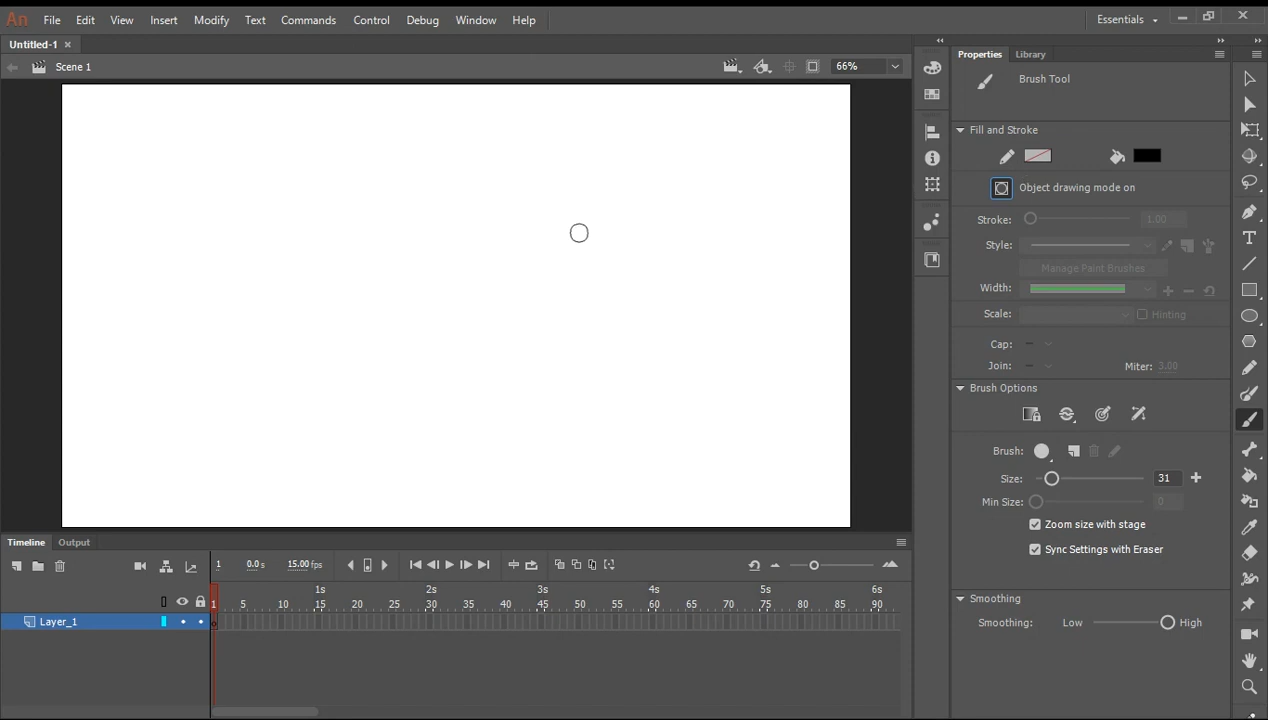 An File Edit View Insert Modify Text Commands Control Debug Window Help Essentials
Untitled-1
Scene 1 66%
Properties Library
Brush Tool
Fill and Stroke
Object drawing mode on
Stroke: 1.00
Style:
Manage Paint Brushes
Width:
Scale: Hinting
Cap:
Join: Miter: 3.00
Brush Options
Brush:
Size: 31
Min Size: 0
Zoom size with stage
Sync Settings with Eraser
Smoothing
Smoothing: Low High
Timeline Output
1 0.0s 15.00 fps
1s 2s 3s 4s 5s 6s
1 5 10 15 20 25 30 35 40 45 50 55 60 65 70 75 80 85 90
Layer_1